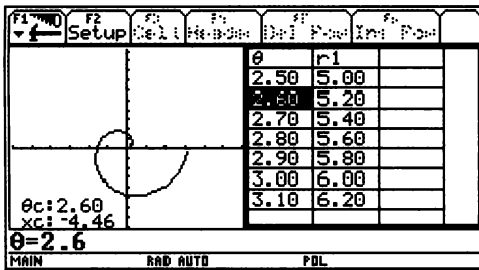 F1 F2
Setup
θ r1
2.50 5.00
2.60 5.20
2.70 5.40
2.80 5.60
2.90 5.80
3.00 6.00
3.10 6.20
θc:2.60
xc:-4.46
θ=2.6
MAIN RAD AUTO POL